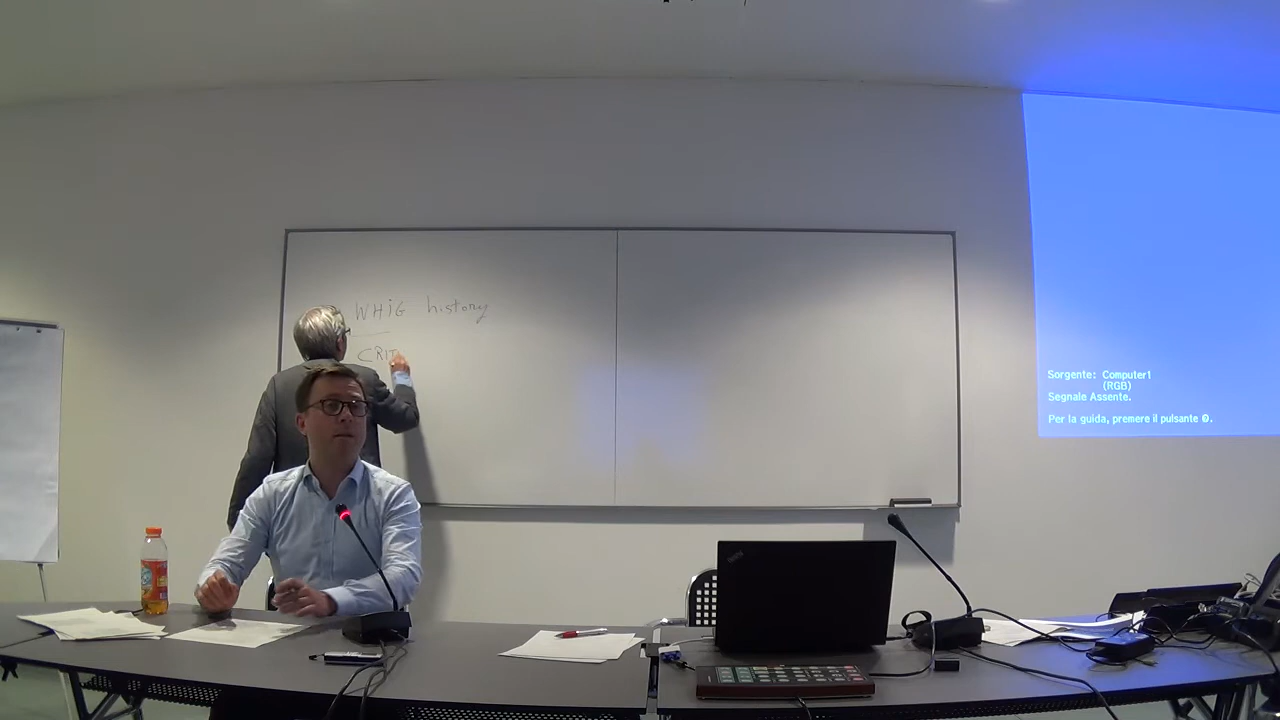 WHiG history
CRIT
Sorgente: Computer1
(RGB)
Segnale Assente.
Per la guida, premere il pulsante ?.